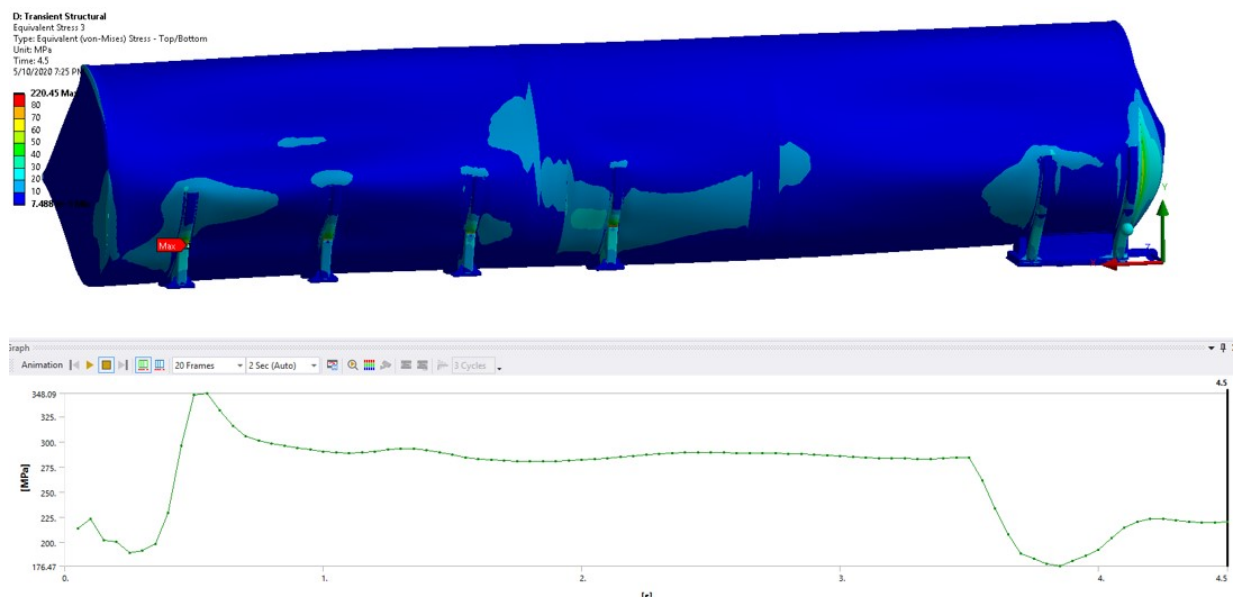 D: Transient Structural
Equivalent Stress 3
Type: Equivalent (von-Mises) Stress - Top/Bottom
Unit: MPa
Time: 4.5
5/10/2020 7:25 PM
220.45 Max
80
70
60
50
40
30
20
10
7.488
Max
Y
X
Graph
Animation 20 Frames 2 Sec (Auto) 3 Cycles
4.5
348.09
325.
300.
275.
250.
225.
200.
176.47
[MPa]
0. 1. 2. 3. 4. 4.5
[s]